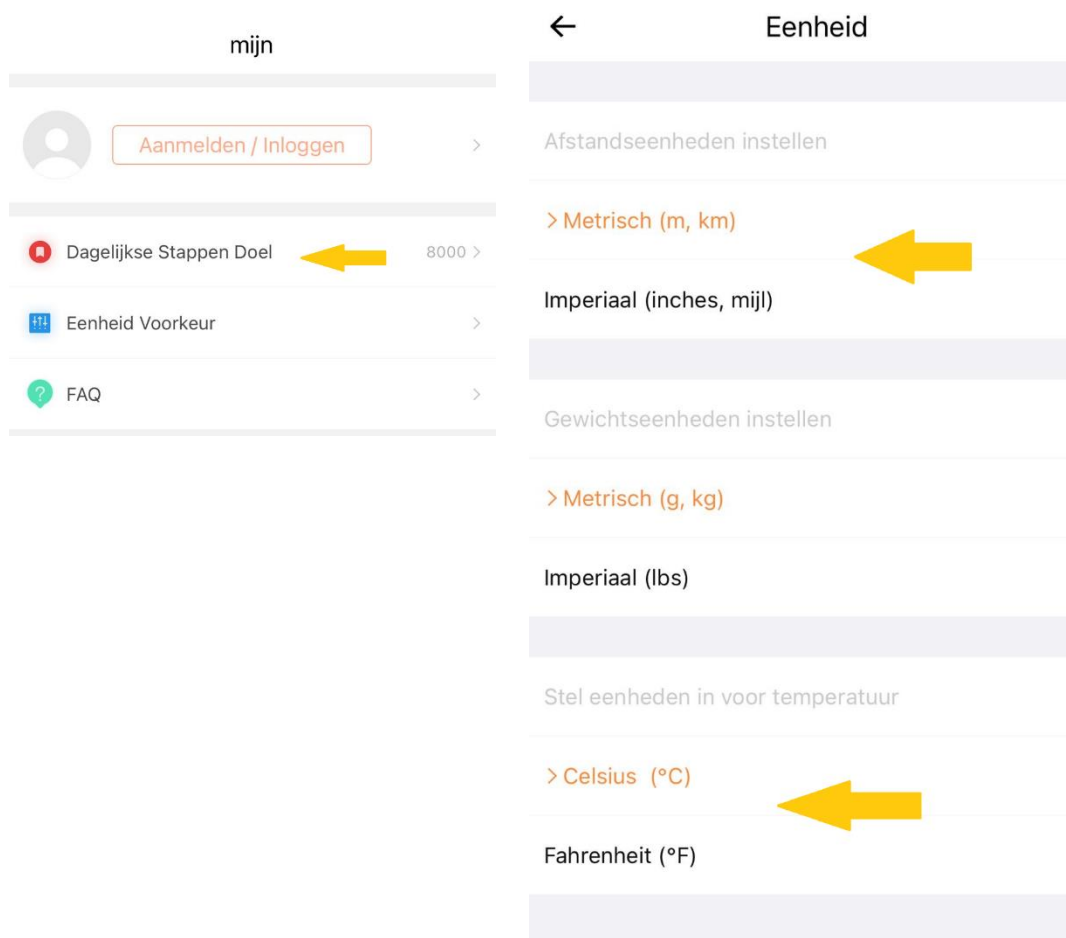 mijn
Aanmelden / Inloggen
Dagelijkse Stappen Doel 8000
Eenheid Voorkeur
FAQ
Eenheid
Afstandseenheden instellen
Metrisch (m, km)
Imperiaal (inches, mijl)
Gewichtseenheden instellen
Metrisch (g, kg)
Imperiaal (lbs)
Stel eenheden in voor temperatuur
Celsius (°C)
Fahrenheit (°F)